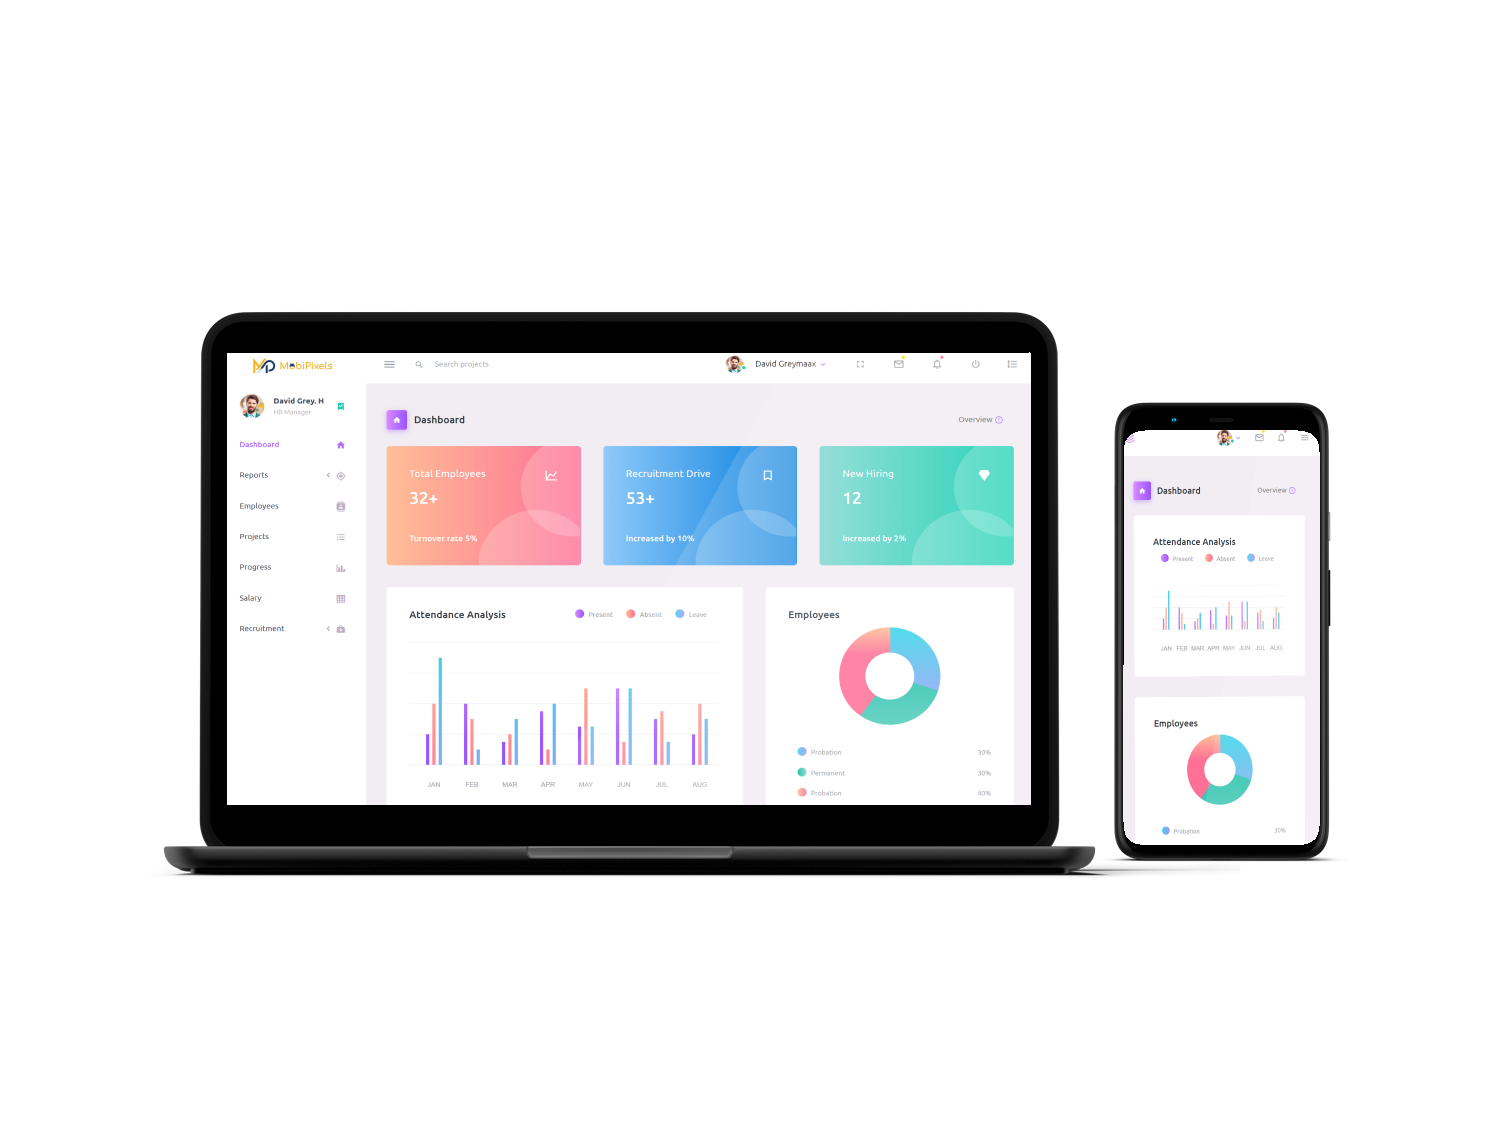 MobiPixels
Search projects
David Greymaax
David Grey. H
HR Manager
Dashboard
Reports
Employees
Projects
Progress
Salary
Recruitment
Dashboard
Overview
Total Employees
32+
Turnover rate 5%
Recruitment Drive
53+
Increased by 10%
New Hiring
12
Increased by 2%
Attendance Analysis
Present Absent Leave
JAN FEB MAR APR MAY JUN JUL AUG
Employees
Probation 30%
Permanent 30%
Probation 40%
Dashboard
Overview
Attendance Analysis
Present Absent Leave
JAN FEB MAR APR MAY JUN JUL AUG
Employees
Probation 30%